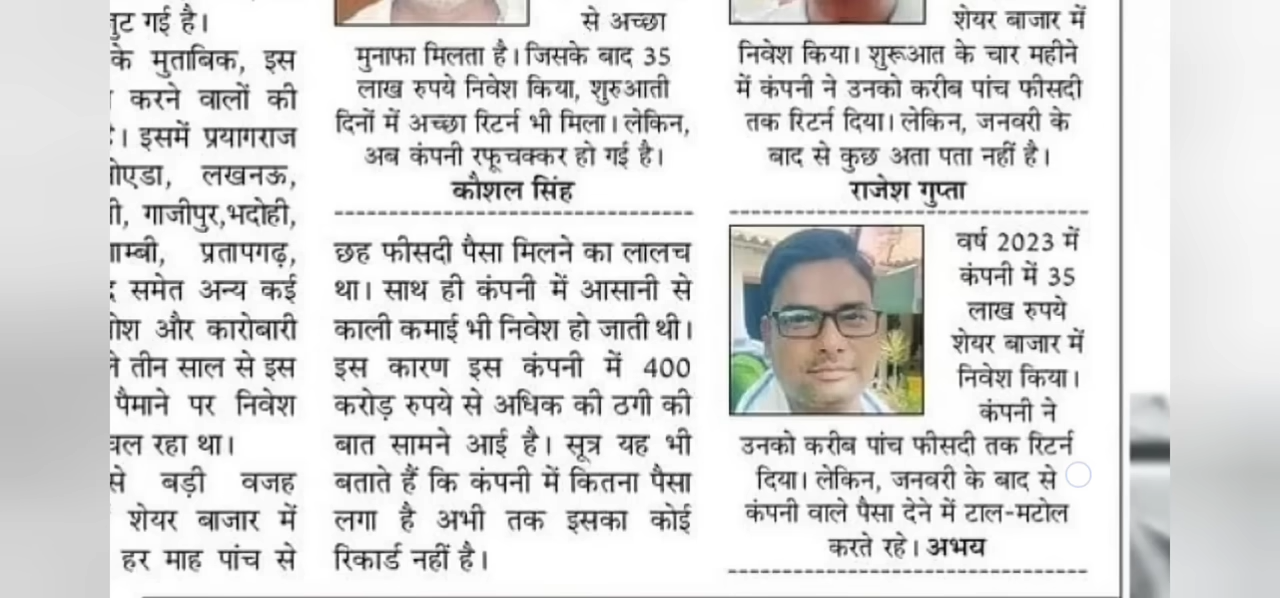 गई है।
के मुताबिक, इस
करने वालों की
। इसमें प्रयागराज
लखनऊ,
गाजीपुर,भदोही,
प्रतापगढ़,
समेत अन्य कई
और कारोबारी
तीन साल से इस
पैमाने पर निवेश
रहा था।
से बड़ी वजह
शेयर बाजार में
हर माह पांच से
से अच्छा
मुनाफा मिलता है। जिसके बाद 35
लाख रुपये निवेश किया, शुरुआती
दिनों में अच्छा रिटर्न भी मिला। लेकिन,
अब कंपनी रफूचक्कर हो गई है।
कौशल सिंह
छह फीसदी पैसा मिलने का लालच
था। साथ ही कंपनी में आसानी से
काली कमाई भी निवेश हो जाती थी।
इस कारण इस कंपनी में 400
करोड़ रुपये से अधिक की ठगी की
बात सामने आई है। सूत्र यह भी
बताते हैं कि कंपनी में कितना पैसा
लगा है अभी तक इसका कोई
रिकार्ड नहीं है।
शेयर बाजार में
निवेश किया। शुरूआत के चार महीने
में कंपनी ने उनको करीब पांच फीसदी
तक रिटर्न दिया। लेकिन, जनवरी के
बाद से कुछ अता पता नहीं है।
राजेश गुप्ता
वर्ष 2023 में
कंपनी में 35
लाख रुपये
शेयर बाजार में
निवेश किया।
कंपनी ने
उनको करीब पांच फीसदी तक रिटर्न
दिया। लेकिन, जनवरी के बाद से
कंपनी वाले पैसा देने में टाल-मटोल
करते रहे। अभय